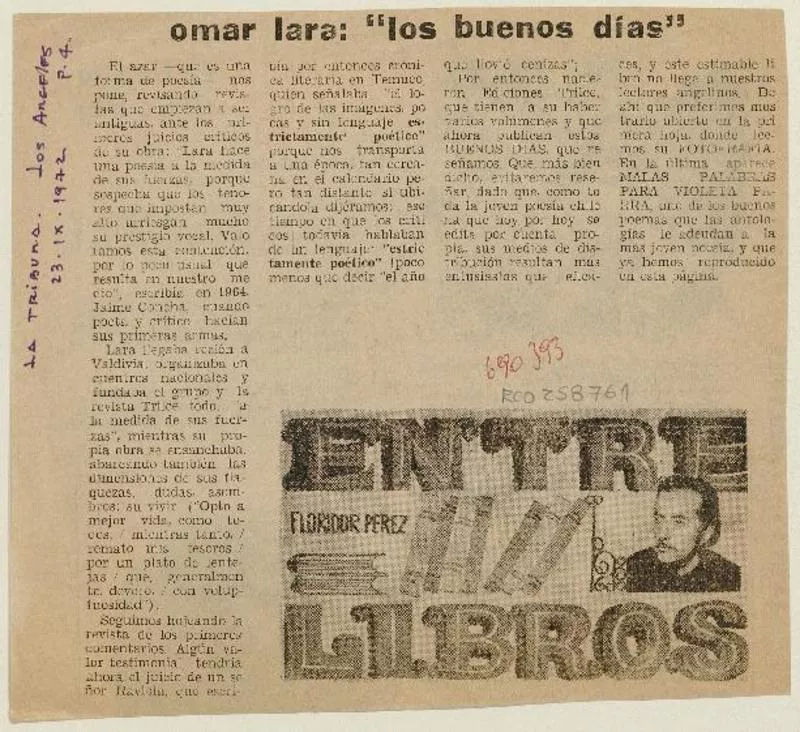 omar lara: "los buenos días"
LA TRIBUNA. LOS ANGELES
23.IX.1972 P. 4.
El azar —que es una
forma de poesía— nos
pone, revisando revis-
tas que empiezan a ser
antiguas, ante los pri-
meros juicios críticos
de su obra: "Lara hace
una poesía a la medida
de sus fuerzas, porque
sospecha que los teno-
res que impostan muy
alto arriesgan mucho
su prestigio vocal. Valo
ramos esta contención,
por lo poco usual que
resulta en nuestro me
dio", escribía en 1964
Jaime Concha, cuando
poeta y crítico hacían
sus primeras armas.
Lara llegaba recién a
Valdivia, organizaba en
cuentros nacionales y
fundaba el grupo y la
revista Trilce todo, "a
la medida de sus fuer-
zas", mientras su pro-
pia obra se ensanchaba,
abarcando también las
dimensiones de sus fla-
quezas, dudas, asom-
bros; su vivir ("Opto a
mejor vida, como to-
dos, / mientras tanto, /
remato mis tesoros /
por un plato de lente-
jas / que, generalmen-
te, devoro, / con volup-
tuosidad").
Seguimos hojeando la
revista de los primeros
comentarios. Algún va-
lor testimonia tendría
ahora el juicio de un se
ñor que escri-
bía por entonces cróni-
ca literaria en Temuco,
quien señalaba "El lo-
gro de las imágenes, po
cas y sin lenguaje es-
trictamente poético"
porque nos transporta
a una época, tan cerca-
na en el calendario pe-
ro tan distante si ubi-
cándola dijéramos: ese
tiempo en que los críti
cos todavía hablaban
de un lenguaje "estric
tamente poético" (poco
menos que decir "el año
que llovió cenizas";
Por entonces nacie-
ron Ediciones Trilce,
que tienen a su haber
varios volúmenes y que
ahora publican estos
BUENOS DIAS, que re
señamos. Que, más bien
dicho, evitaremos rese-
ñar, dado que, como to
da la joven poesía chile
na que hoy por hoy se
edita por cuenta pro-
pia, sus medios de dis-
tribución resultan más
entusiastas que efica-
ces, y este estimable li
bro no llega a nuestros
lectores angelinos. De
ahí que preferimos mos
trarlo abierto en la pri
mera hoja, donde lee-
mos su FOTOGRAFIA.
En la última aparece
MALAS PALABRAS
PARA VIOLETA PA-
RRA, uno de los buenos
poemas que las antolo-
gías le adeudan a la
más joven poesía, y que
ya hemos reproducido
en esta página.
690393
RCO 258761
ENTRE
FLORIDOR PEREZ
LIBROS